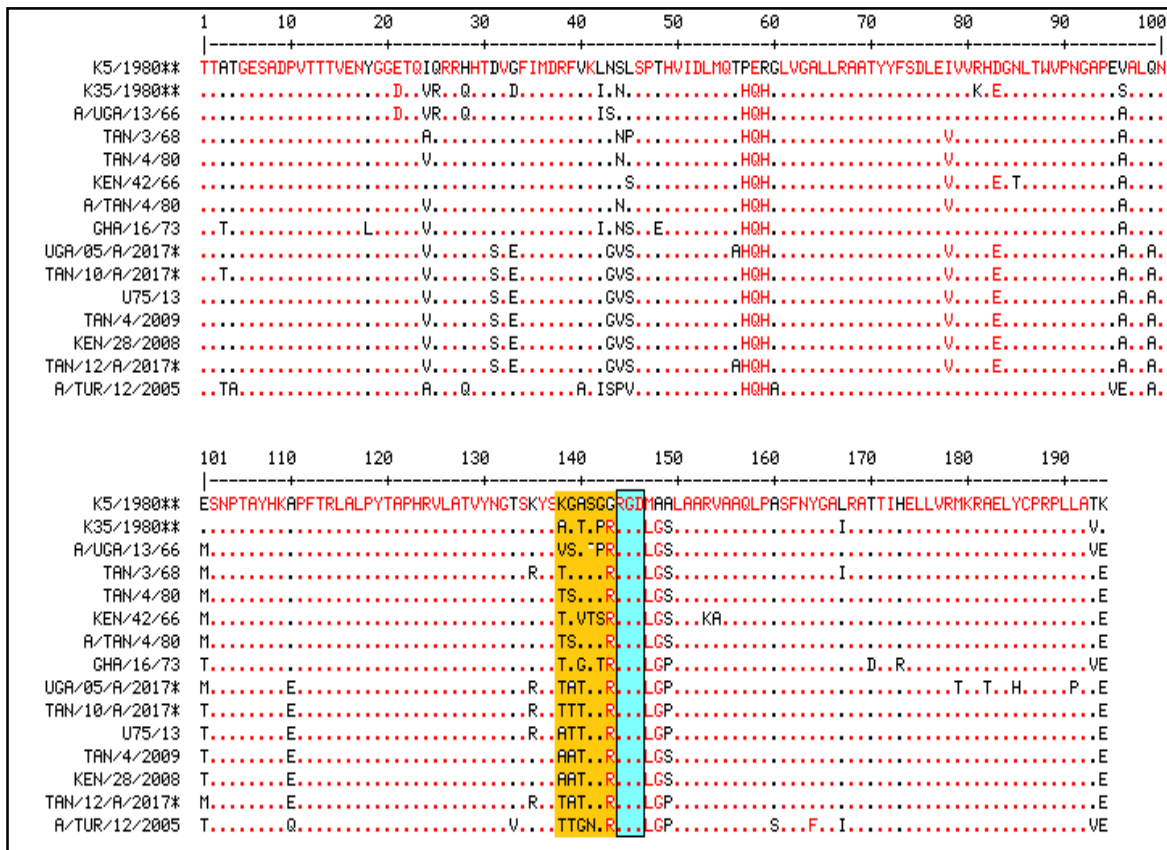 1 10 20 30 40 50 60 70 80 90 100
|--------+---------+---------+---------+---------+---------+---------+---------+---------+---------|
K5/1980** TTATGESADPVTTTVENYGGETQIQRRHHTDVGFIMDRFVKLNSLSPTHVIDLMQTPERGLVGALLRAATYYFSDLEIVVRHDGNLTWVPNGAPEVALQN
K35/1980** ....................D..VR..Q....D........I.N............HQH.....................K.E............S....
A/UGA/13/66 ....................D..VR..Q.............IS.............HQH....................................A....
TAN/3/68 .......................A...................NP...........HQH..................V.................A....
TAN/4/80 .......................V...................N............HQH..................V.................A....
KEN/42/66 ............................................S...........HQH..................V....E.T..........A....
A/TAN/4/80 .......................V...................N............HQH..................V.................A....
GHA/16/73 ..T..............L.....V.................I.NS..E........HQH....................................A....
UGA/05/A/2017* .......................V......S.E.........GVS..........AHQH..................V....E............A..A.
TAN/10/A/2017* ..T....................V......S.E.........GVS...........HQH..................V....E............A..A.
U75/13 .......................V......S.E.........GVS...........HQH..................V....E............A..A.
TAN/4/2009 .......................V......S.E.........GVS...........HQH..................V....E............A..A.
KEN/28/2008 .......................V......S.E.........GVS...........HQH..................V....E............A..A.
TAN/12/A/2017* .......................V......S.E.........GVS..........AHQH..................V....E............A..A.
A/TUR/12/2005 ..TA...................A...Q...........A.ISPV...........HQHA..................................VE....
101 110 120 130 140 150 160 170 180 190
|--------+---------+---------+---------+---------+---------+---------+---------+---------+----
K5/1980** ESNPTAYHKAPFTRLALPYTAPHRVLATVYNGTSKYSKGASGGRGDMAALAARVAAQLPASFNYGALRATTIHELLVRMKRAELYCPRPLLATK
K35/1980** .....................................A.T.PR...LGS.................I.........................V.
A/UGA/13/66 M....................................VS.-PR...LGS...........................................VE
TAN/3/68 M.................................R..T....R...LGS.................I..........................E
TAN/4/80 M....................................TS...R...LGS............................................E
KEN/42/66 M....................................T.VTSR...LGS...KA.......................................E
A/TAN/4/80 M....................................TS...R...LGS............................................E
GHA/16/73 T....................................T.G.TR...LGP....................D..R...................VE
UGA/05/A/2017* M........E........................R..TAT..R...LGP.............................T..T..H.....P..E
TAN/10/A/2017* T........E........................R..TTT..R...LGP............................................E
U75/13 T........E........................R..ATT..R...LGP............................................E
TAN/4/2009 T........E...........................AAT..R...LGS............................................E
KEN/28/2008 T........E...........................AAT..R...LGS............................................E
TAN/12/A/2017* M........E........................R..TAT..R...LGP............................................E
A/TUR/12/2005 T........Q......................V....TTGN.R...LGP..........S...F..I.........................VE